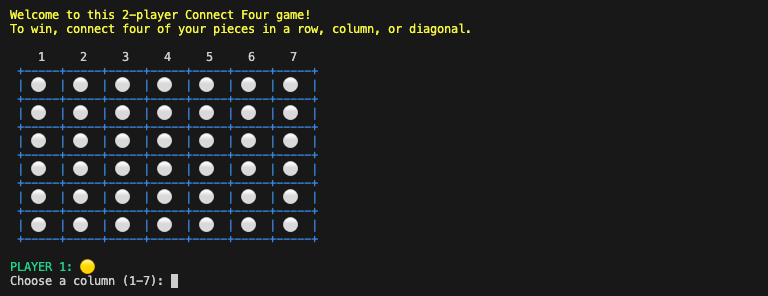 Welcome to this 2-player Connect Four game!
To win, connect four of your pieces in a row, column, or diagonal.
1 2 3 4 5 6 7
PLAYER 1:
Choose a column (1-7):